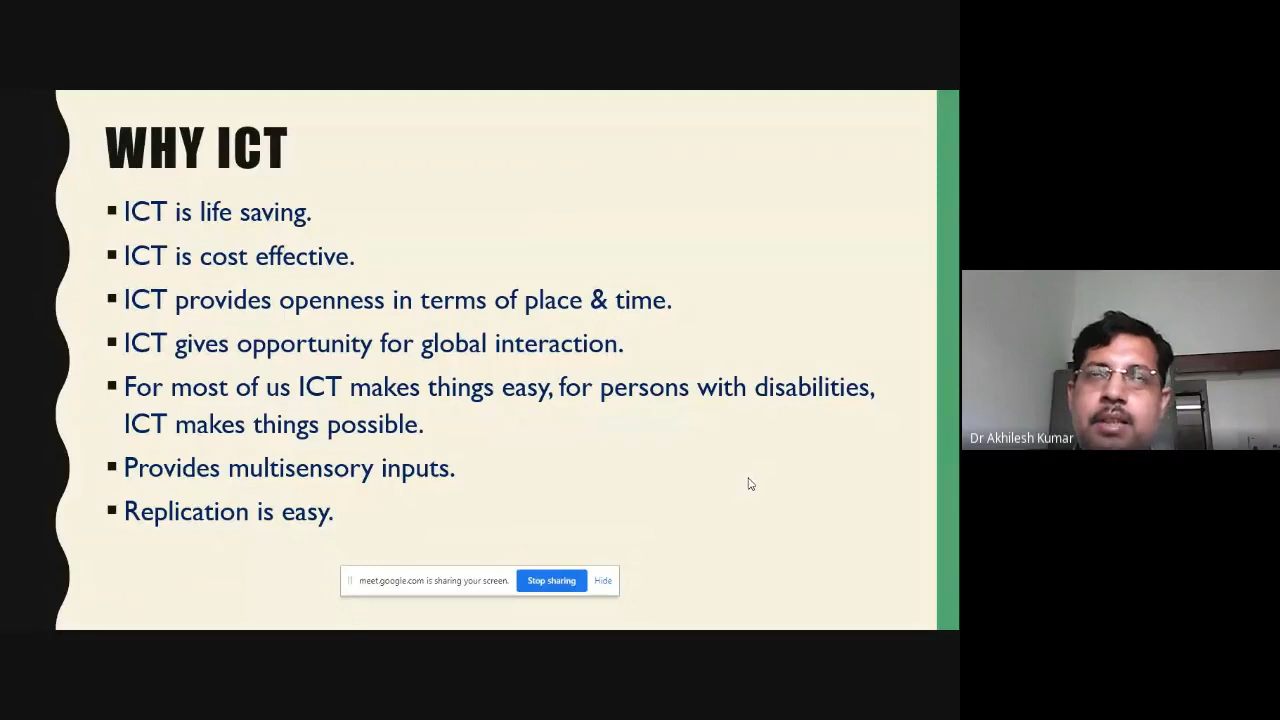 WHY ICT
▪ ICT is life saving.
▪ ICT is cost effective.
▪ ICT provides openness in terms of place & time.
▪ ICT gives opportunity for global interaction.
▪ For most of us ICT makes things easy, for persons with disabilities,
ICT makes things possible.
▪ Provides multisensory inputs.
▪ Replication is easy.
meet.google.com is sharing your screen. Stop sharing Hide
Dr Akhilesh Kumar